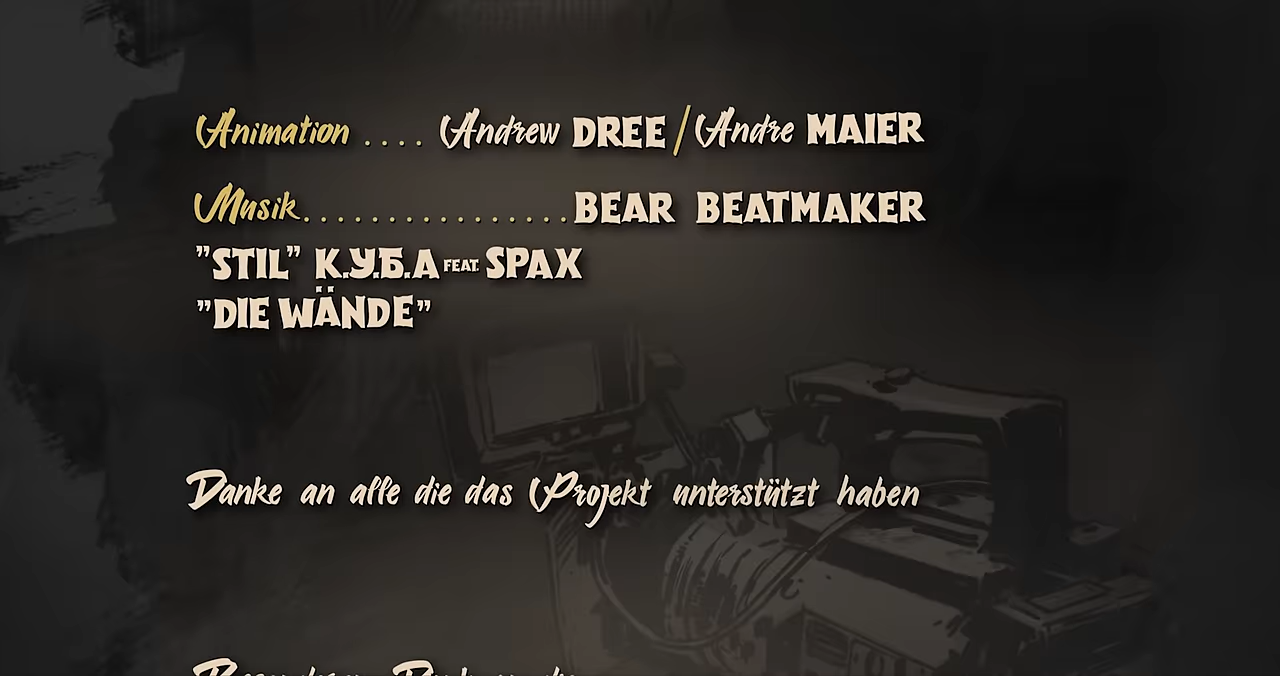 Animation .... Andrew DREE / Andre MAIER
Musik................BEAR BEATMAKER
"STIL" К.У.Б.А FEAT. SPAX
"DIE WÄNDE"
Danke an alle die das Projekt unterstützt haben